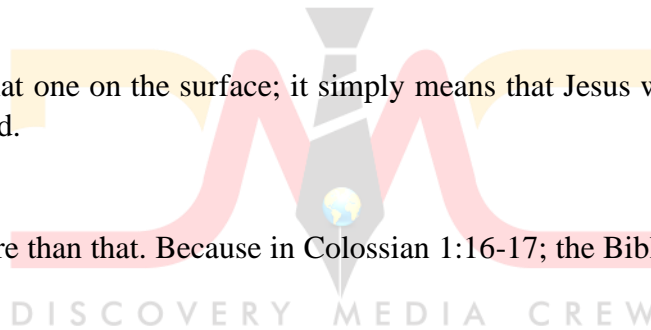 at one on the surface; it simply means that Jesus w
d.
re than that. Because in Colossian 1:16-17; the Bib
DISCOVERY MEDIA CREW